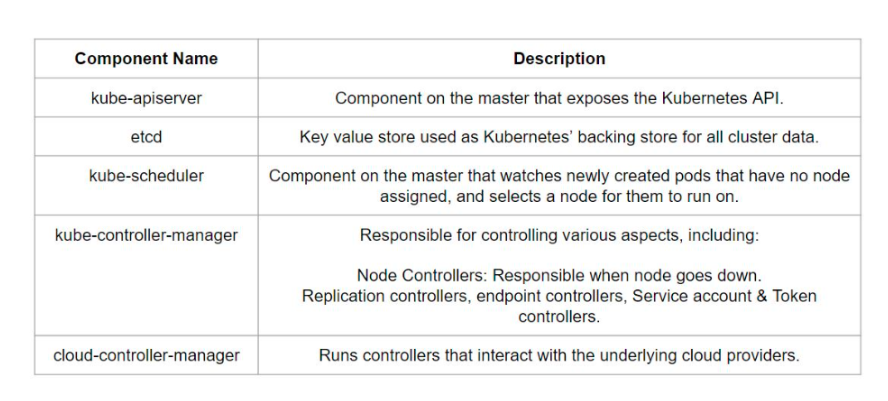 Component Name
Description
kube-apiserver
Component on the master that exposes the Kubernetes API.
etcd
Key value store used as Kubernetes’ backing store for all cluster data.
kube-scheduler
Component on the master that watches newly created pods that have no node
assigned, and selects a node for them to run on.
kube-controller-manager
Responsible for controlling various aspects, including:
Node Controllers: Responsible when node goes down.
Replication controllers, endpoint controllers, Service account & Token
controllers.
cloud-controller-manager
Runs controllers that interact with the underlying cloud providers.